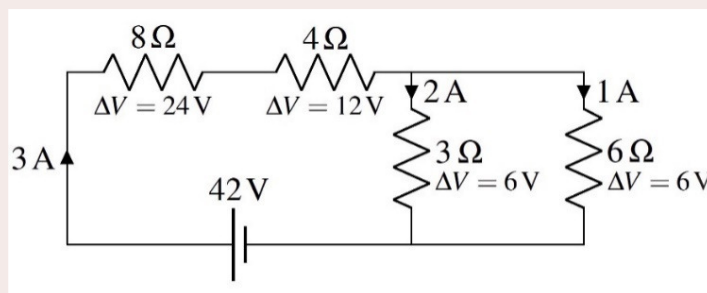 8Ω 4Ω
ΔV = 24 V ΔV = 12 V
2 A 1 A
3 A
3 Ω 6 Ω
ΔV = 6 V ΔV = 6 V
42 V